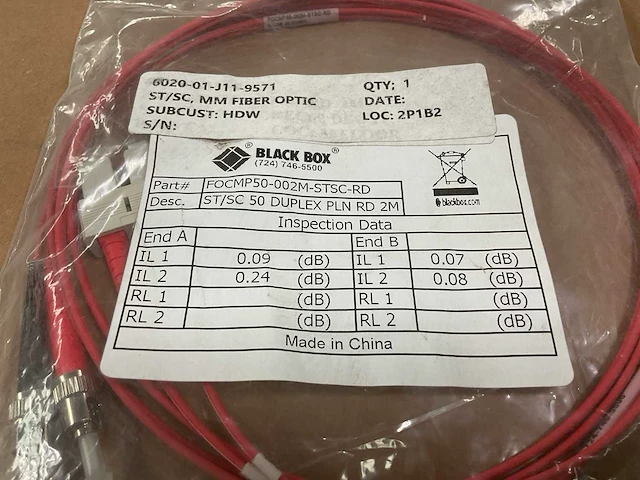 6020-01-J11-9571 QTY; 1
ST/SC, MM FIBER OPTIC DATE:
SUBCUST: HDW LOC: 2P1B2
S/N:
BLACK BOX®
(724) 746-5500
blackbox.com
Part# FOCMP50-002M-STSC-RD
Desc. ST/SC 50 DUPLEX PLN RD 2M
Inspection Data
End A End B
IL 1 0.09 (dB) IL 1 0.07 (dB)
IL 2 0.24 (dB) IL 2 0.08 (dB)
RL 1 (dB) RL 1 (dB)
RL 2 (dB) RL 2 (dB)
Made in China